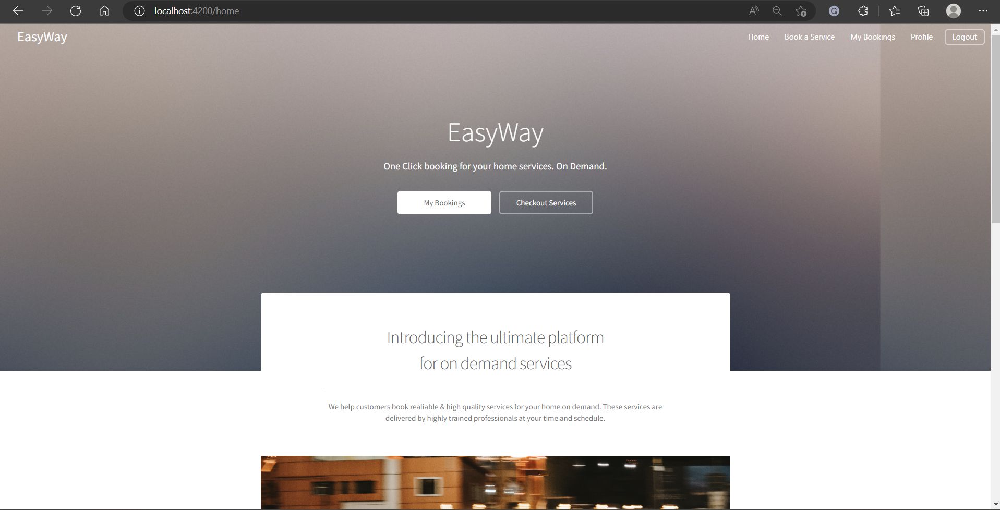 localhost:4200/home
EasyWay
Home Book a Service My Bookings Profile Logout
EasyWay
One Click booking for your home services. On Demand.
My Bookings Checkout Services
Introducing the ultimate platform
for on demand services
We help customers book realiable & high quality services for your home on demand. These services are
delivered by highly trained professionals at your time and schedule.